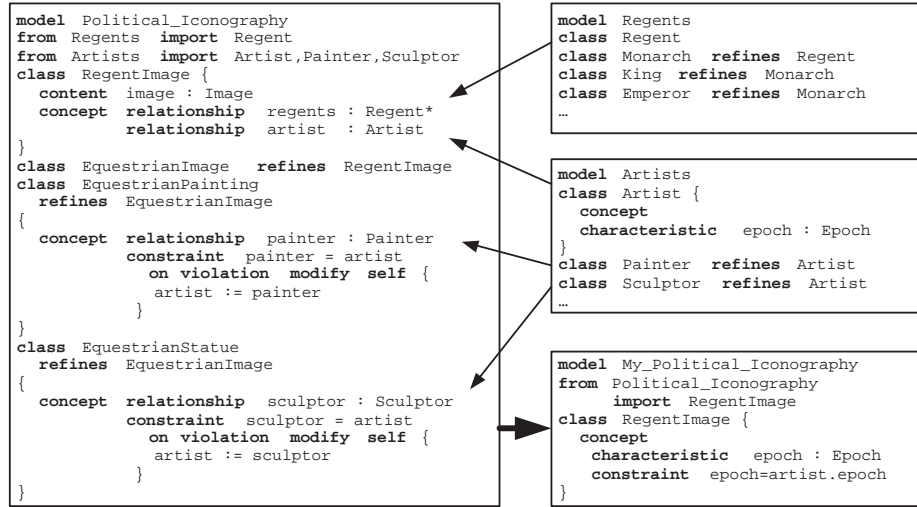 model Political_Iconography
from Regents import Regent
from Artists import Artist,Painter,Sculptor
class RegentImage {
content image : Image
concept relationship regents : Regent*
relationship artist : Artist
}
class EquestrianImage refines RegentImage
class EquestrianPainting
refines EquestrianImage
{
concept relationship painter : Painter
constraint painter = artist
on violation modify self {
artist := painter
}
}
class EquestrianStatue
refines EquestrianImage
{
concept relationship sculptor : Sculptor
constraint sculptor = artist
on violation modify self {
artist := sculptor
}
}
model Regents
class Regent
class Monarch refines Regent
class King refines Monarch
class Emperor refines Monarch
…
model Artists
class Artist {
concept
characteristic epoch : Epoch
}
class Painter refines Artist
class Sculptor refines Artist
…
model My_Political_Iconography
from Political_Iconography
import RegentImage
class RegentImage {
concept
characteristic epoch : Epoch
constraint epoch=artist.epoch
}